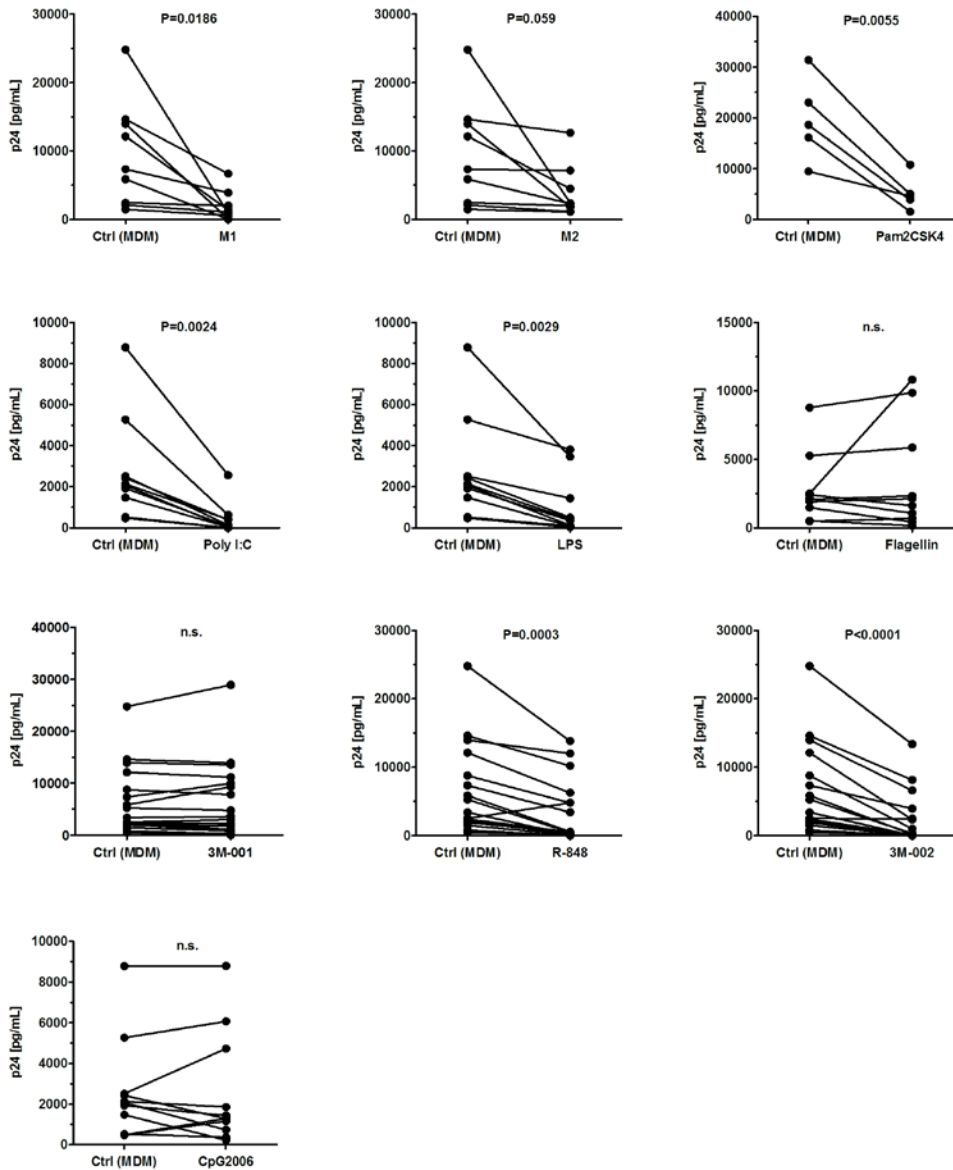 P=0.0186
30000
20000
10000
0
p24 [pg/mL]
Ctrl (MDM) M1
P=0.059
30000
20000
10000
0
p24 [pg/mL]
Ctrl (MDM) M2
P=0.0055
40000
30000
20000
10000
0
p24 [pg/mL]
Ctrl (MDM) Pam2CSK4
P=0.0024
10000
8000
6000
4000
2000
0
p24 [pg/mL]
Ctrl (MDM) Poly I:C
P=0.0029
10000
8000
6000
4000
2000
0
p24 [pg/mL]
Ctrl (MDM) LPS
n.s.
15000
10000
5000
0
p24 [pg/mL]
Ctrl (MDM) Flagellin
n.s.
40000
30000
20000
10000
0
p24 [pg/mL]
Ctrl (MDM) 3M-001
P=0.0003
30000
20000
10000
0
p24 [pg/mL]
Ctrl (MDM) R-848
P<0.0001
30000
20000
10000
0
p24 [pg/mL]
Ctrl (MDM) 3M-002
n.s.
10000
8000
6000
4000
2000
0
p24 [pg/mL]
Ctrl (MDM) CpG2006